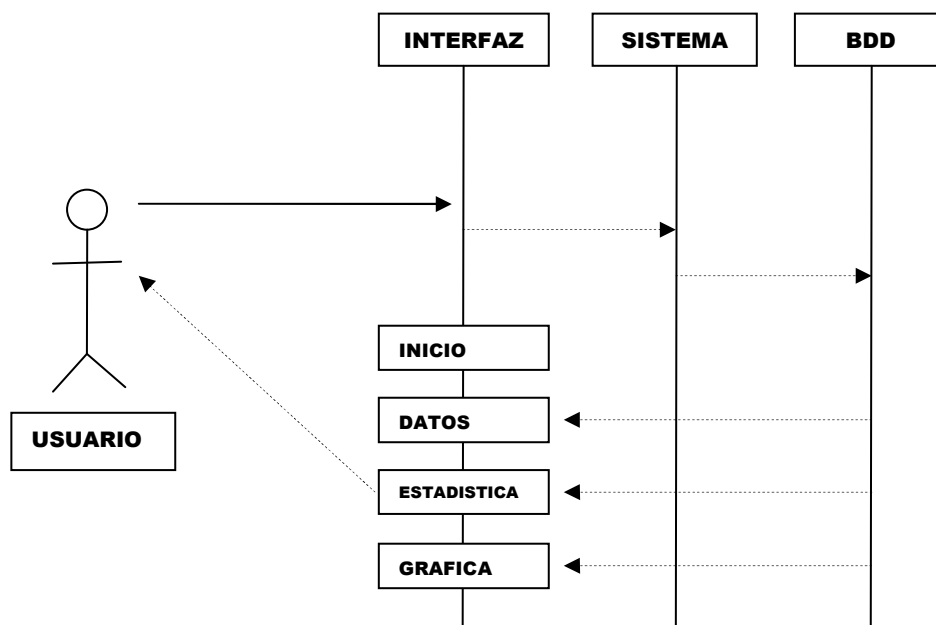 INTERFAZ
SISTEMA
BDD
INICIO
DATOS
USUARIO
ESTADISTICA
GRAFICA